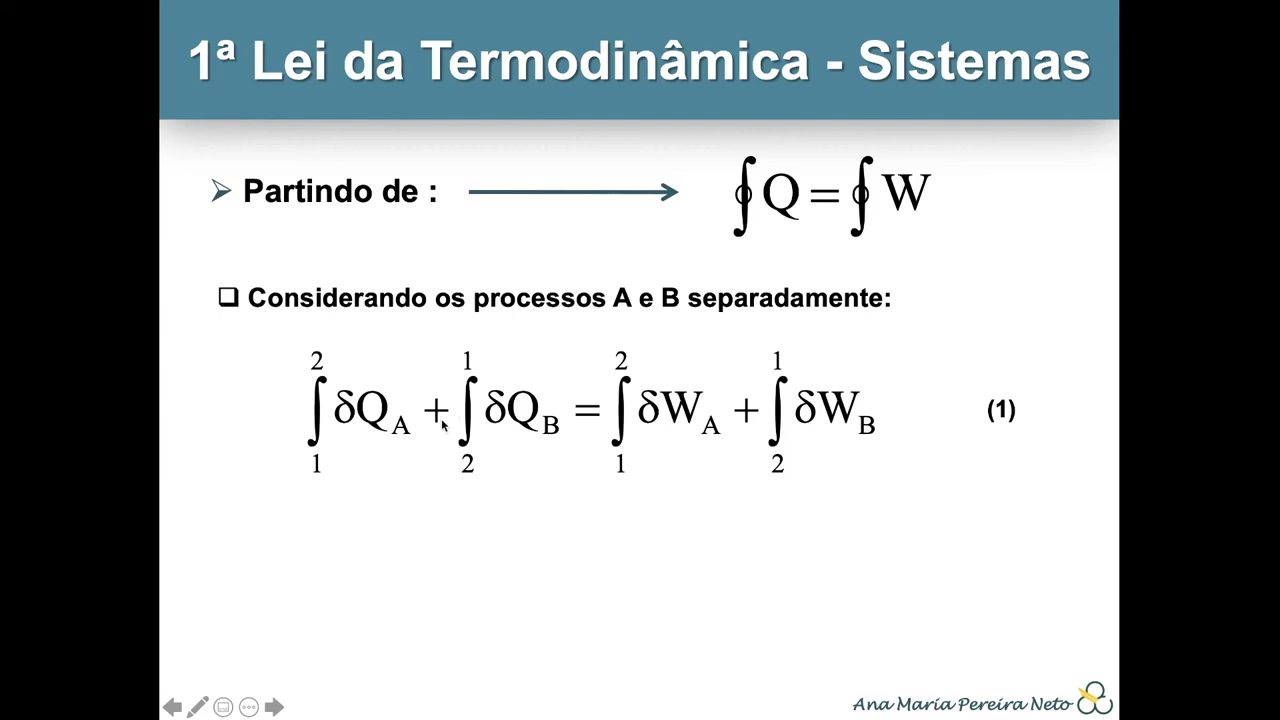 1ª Lei da Termodinâmica - Sistemas
Partindo de :
∮Q = ∮W
Considerando os processos A e B separadamente:
∫₁² δQ_A + ∫₂¹ δQ_B = ∫₁² δW_A + ∫₂¹ δW_B (1)
Ana Maria Pereira Neto